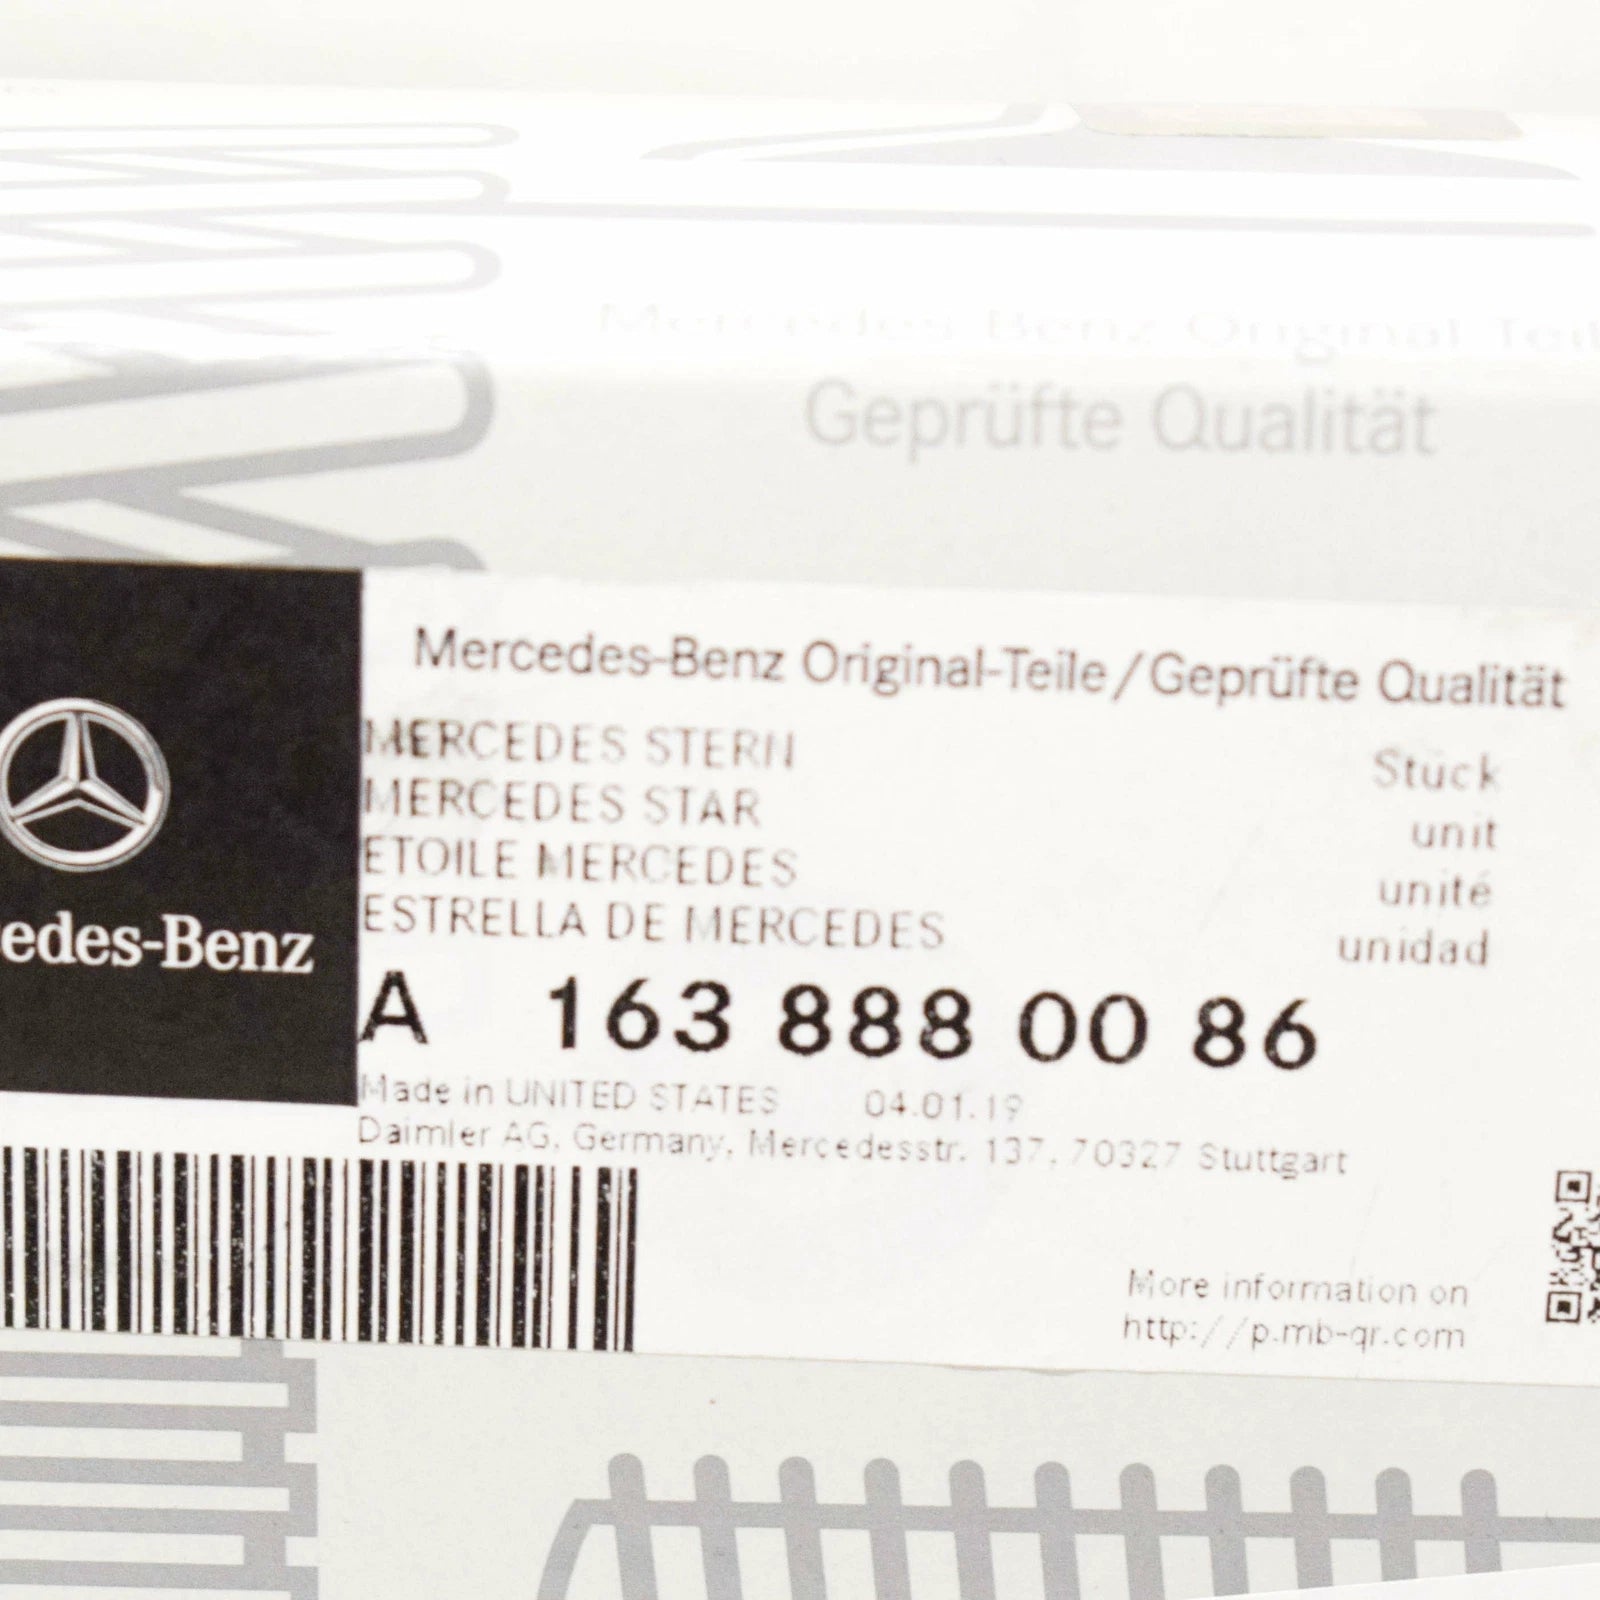 Mercedes-Benz Original Teil
Geprüfte Qualität
Mercedes-Benz Original-Teile/Geprüfte Qualität
MERCEDES STERN Stück
MERCEDES STAR unit
ETOILE MERCEDES unité
ESTRELLA DE MERCEDES unidad
edes-Benz
A 163 888 00 86
Made in UNITED STATES 04.01.19
Daimler AG, Germany, Mercedesstr. 137, 70327 Stuttgart
More information on
http://p.mb-qr.com